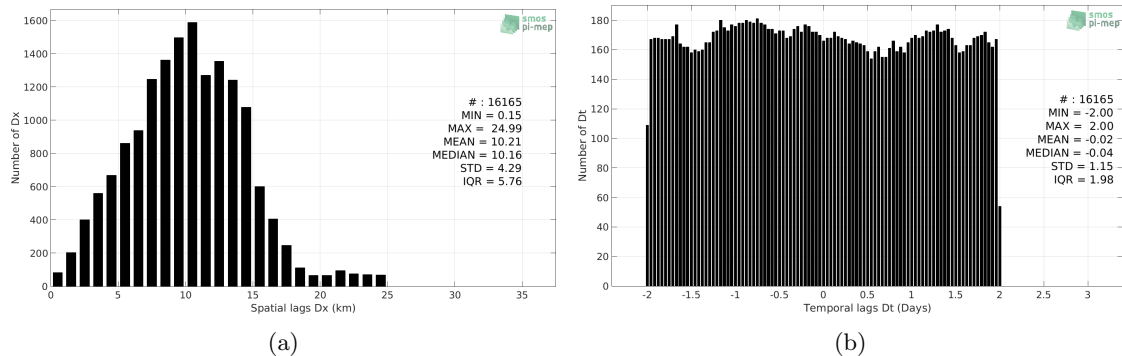 1600
1400
1200
1000
800
600
400
200
0
Number of Dx
smos
pi-mep
# : 16165
MIN = 0.15
MAX = 24.99
MEAN = 10.21
MEDIAN = 10.16
STD = 4.29
IQR = 5.76
0 5 10 15 20 25 30 35
Spatial lags Dx (km)
(a)
180
160
140
120
100
80
60
40
20
0
Number of Dt
smos
pi-mep
# : 16165
MIN = -2.00
MAX = 2.00
MEAN = -0.02
MEDIAN = -0.04
STD = 1.15
IQR = 1.98
-2 -1.5 -1 -0.5 0 0.5 1 1.5 2 2.5 3
Temporal lags Dt (Days)
(b)